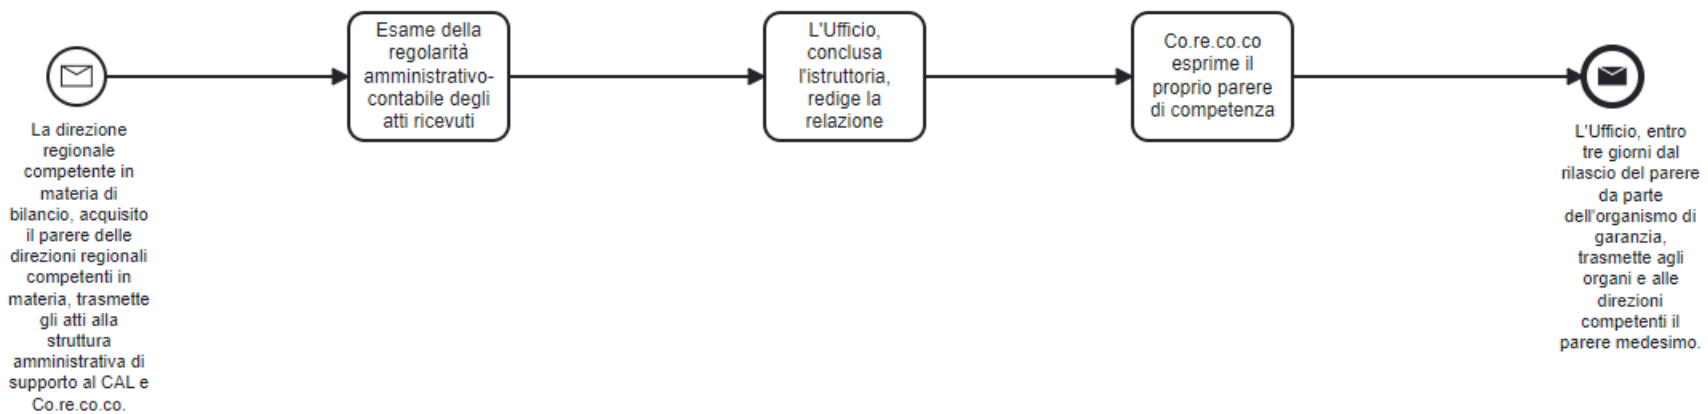 La direzione
regionale
competente in
materia di
bilancio, acquisito
il parere delle
direzioni regionali
competenti in
materia, trasmette
gli atti alla
struttura
amministrativa di
supporto al CAL e
Co.re.co.co.
Esame della
regolarità
amministrativo-
contabile degli
atti ricevuti
L'Ufficio,
conclusa
l'istruttoria,
redige la
relazione
Co.re.co.co
esprime il
proprio parere
di competenza
L'Ufficio, entro
tre giorni dal
rilascio del parere
da parte
dell'organismo di
garanzia,
trasmette agli
organi e alle
direzioni
competenti il
parere medesimo.